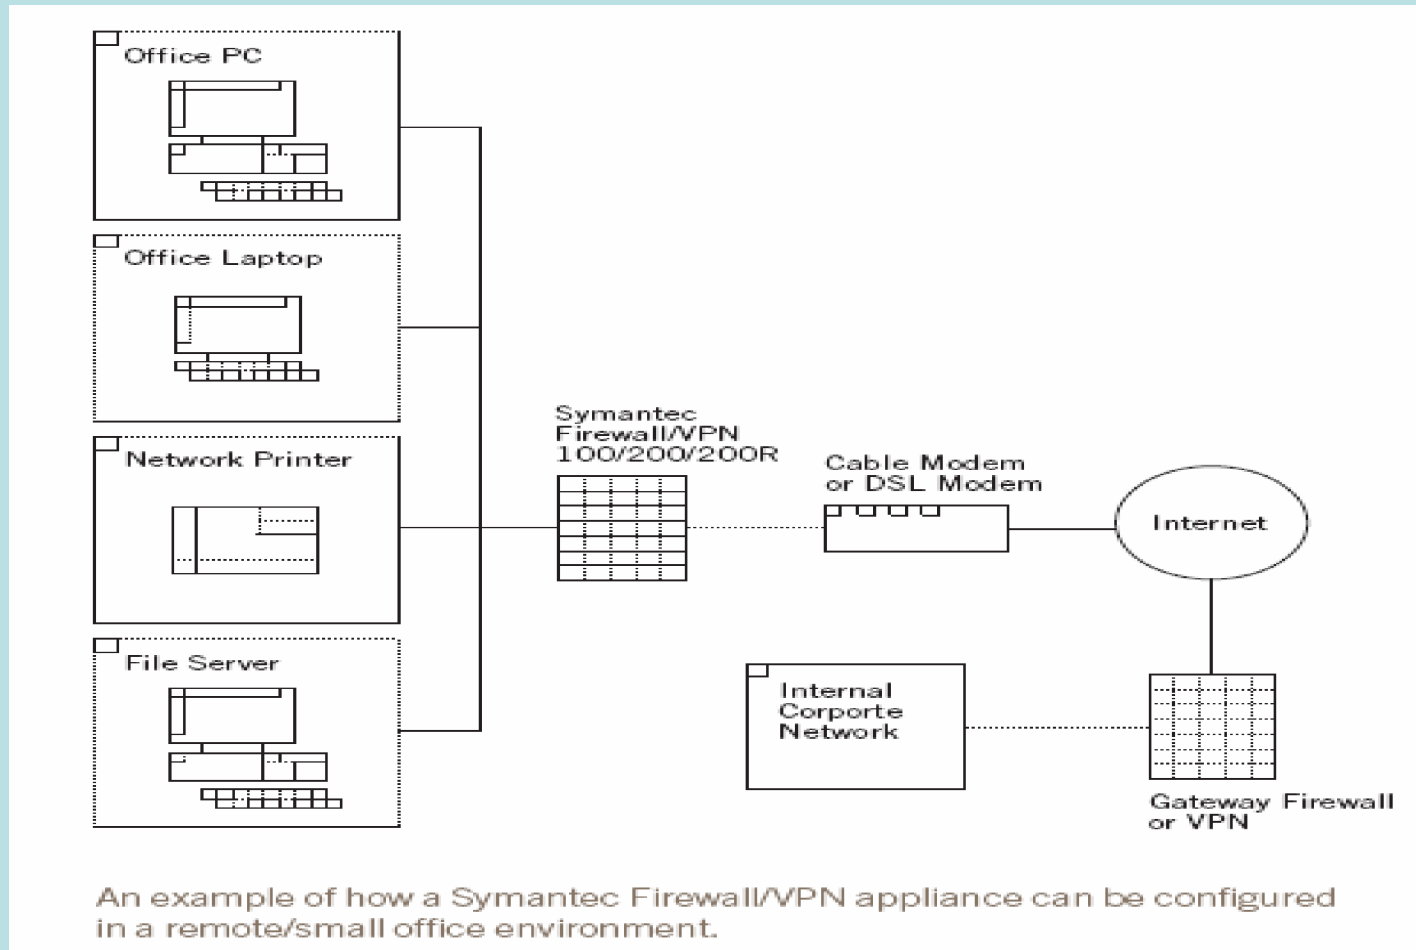 Office PC
Office Laptop
Network Printer
File Server
Symantec
Firewall/VPN
100/200/200R
Cable Modem
or DSL Modem
Internet
Internal
Corporte
Network
Gateway Firewall
or VPN
An example of how a Symantec Firewall/VPN appliance can be configured
in a remote/small office environment.